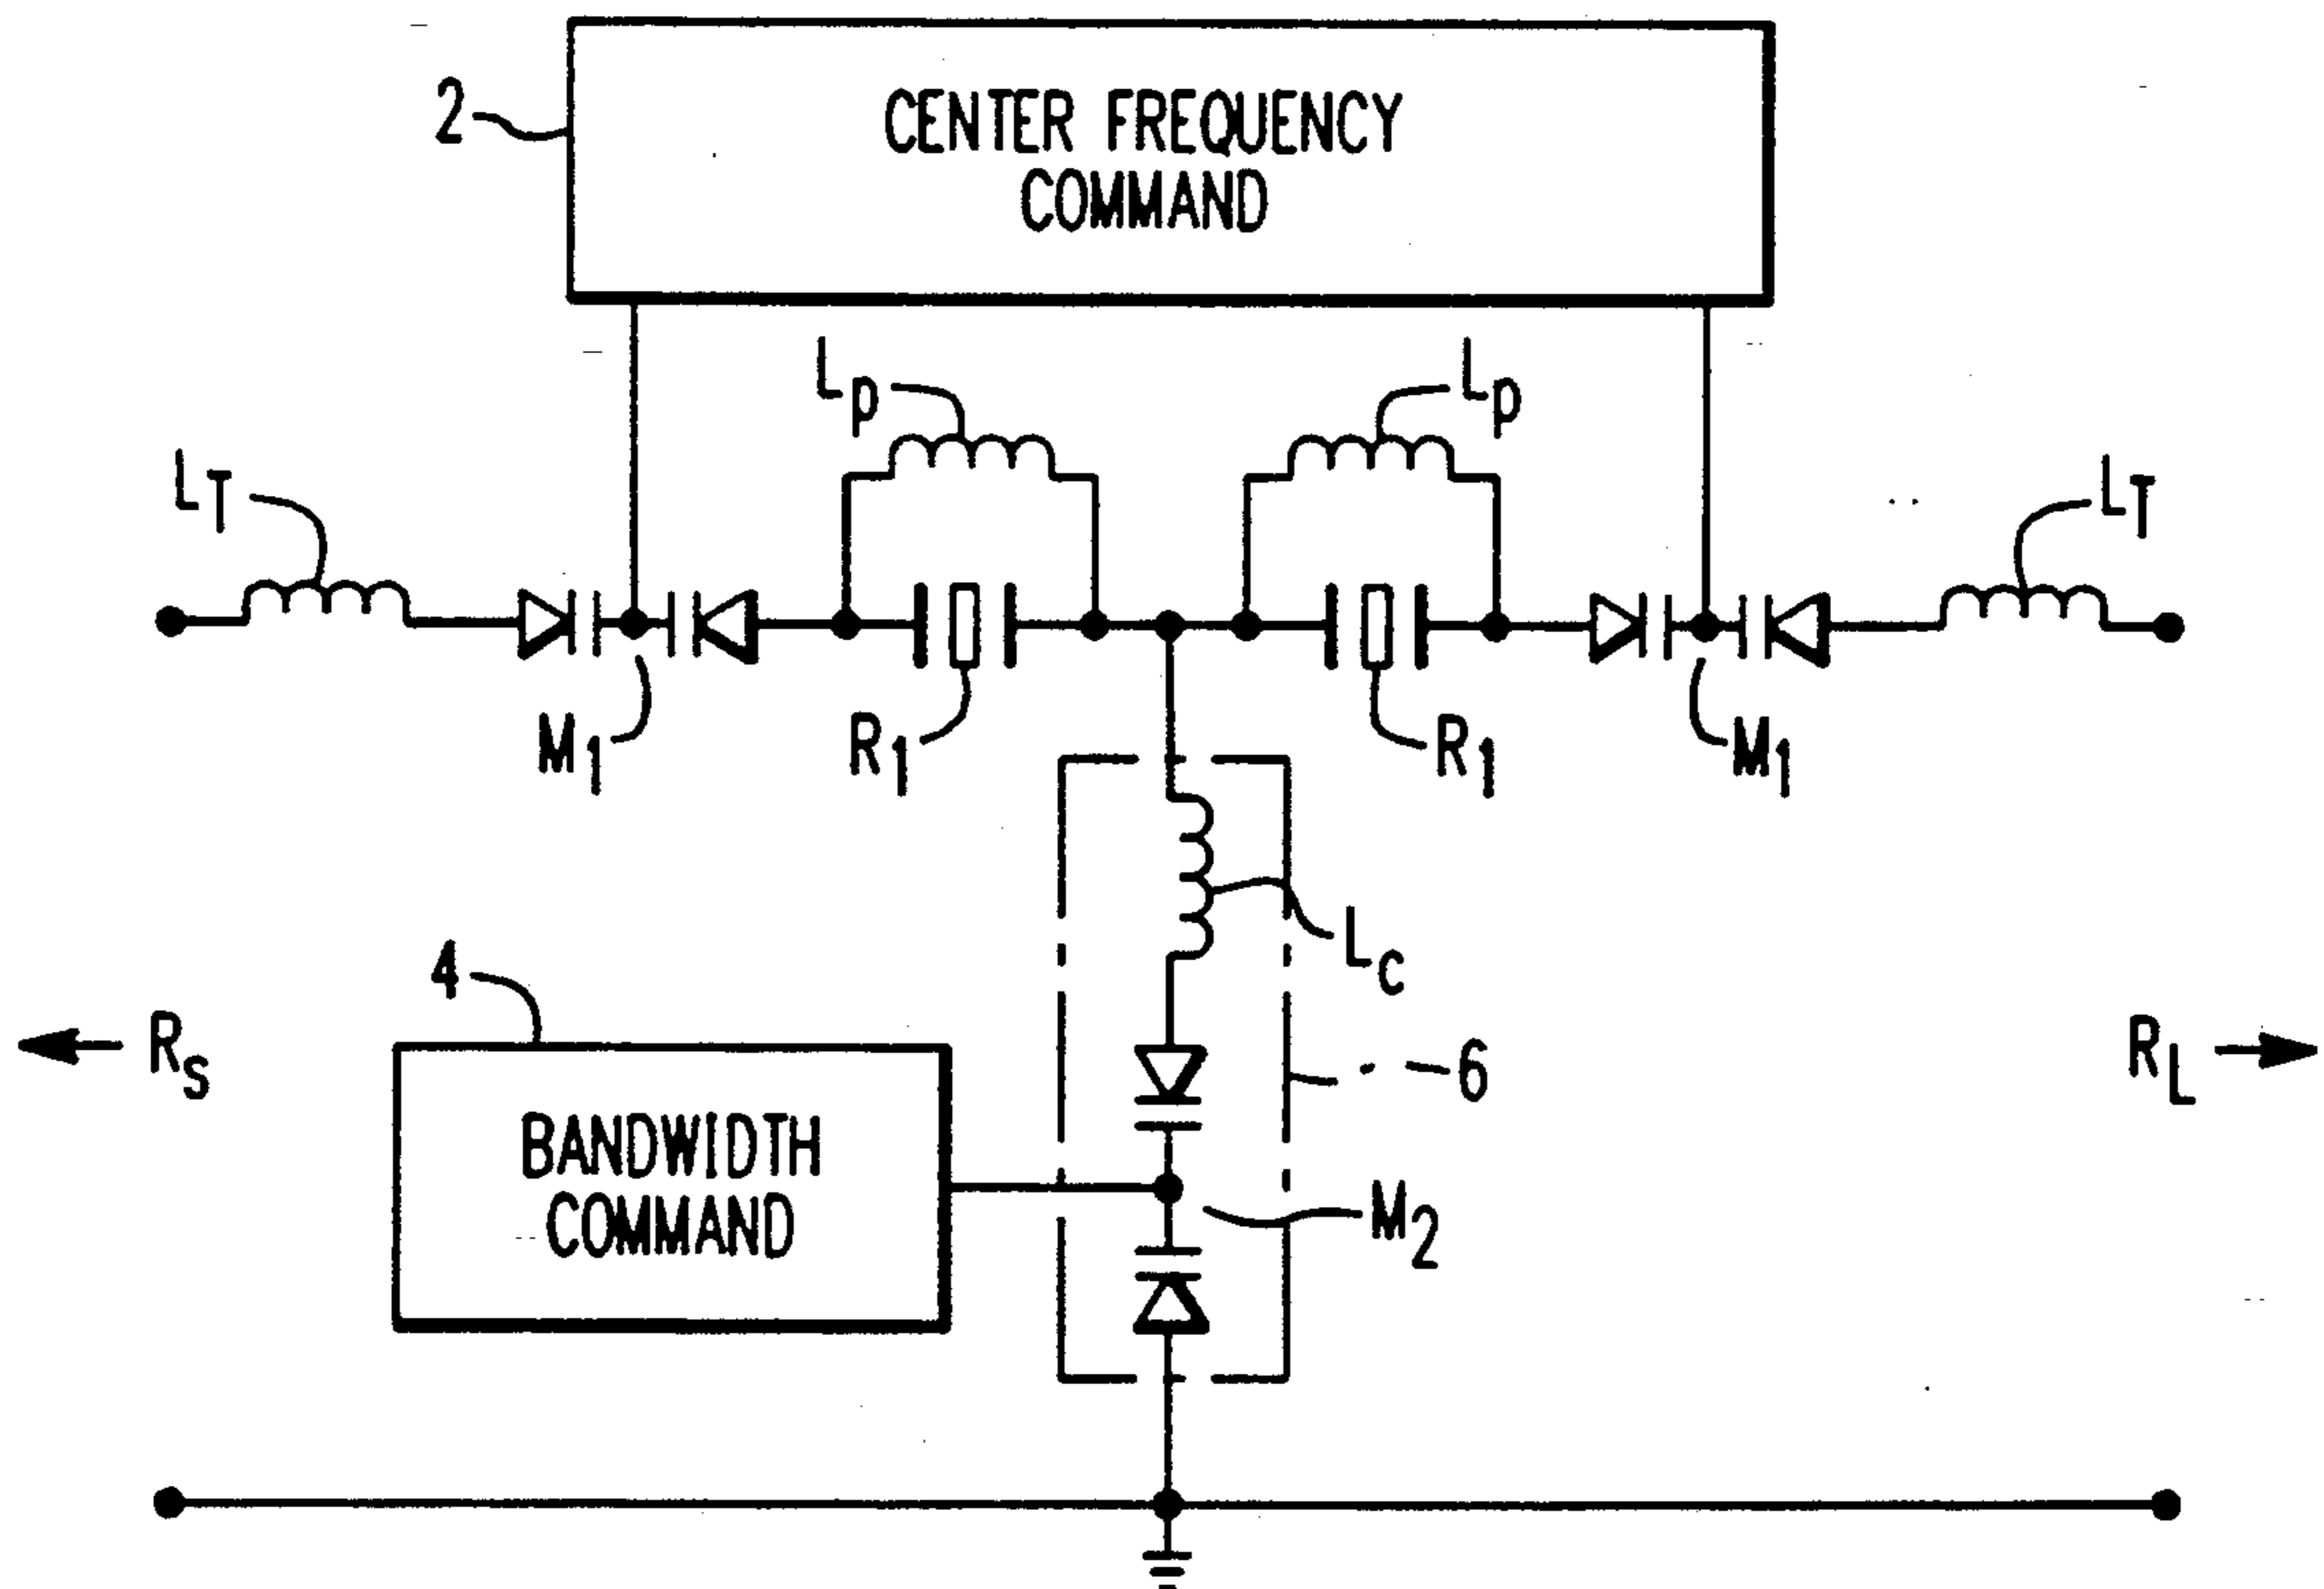 2
CENTER FREQUENCY
COMMAND
Lp
Lp
LT
LT
M1
R1
R1
M1
Lc
4
Rs
RL
6
BANDWIDTH
COMMAND
M2